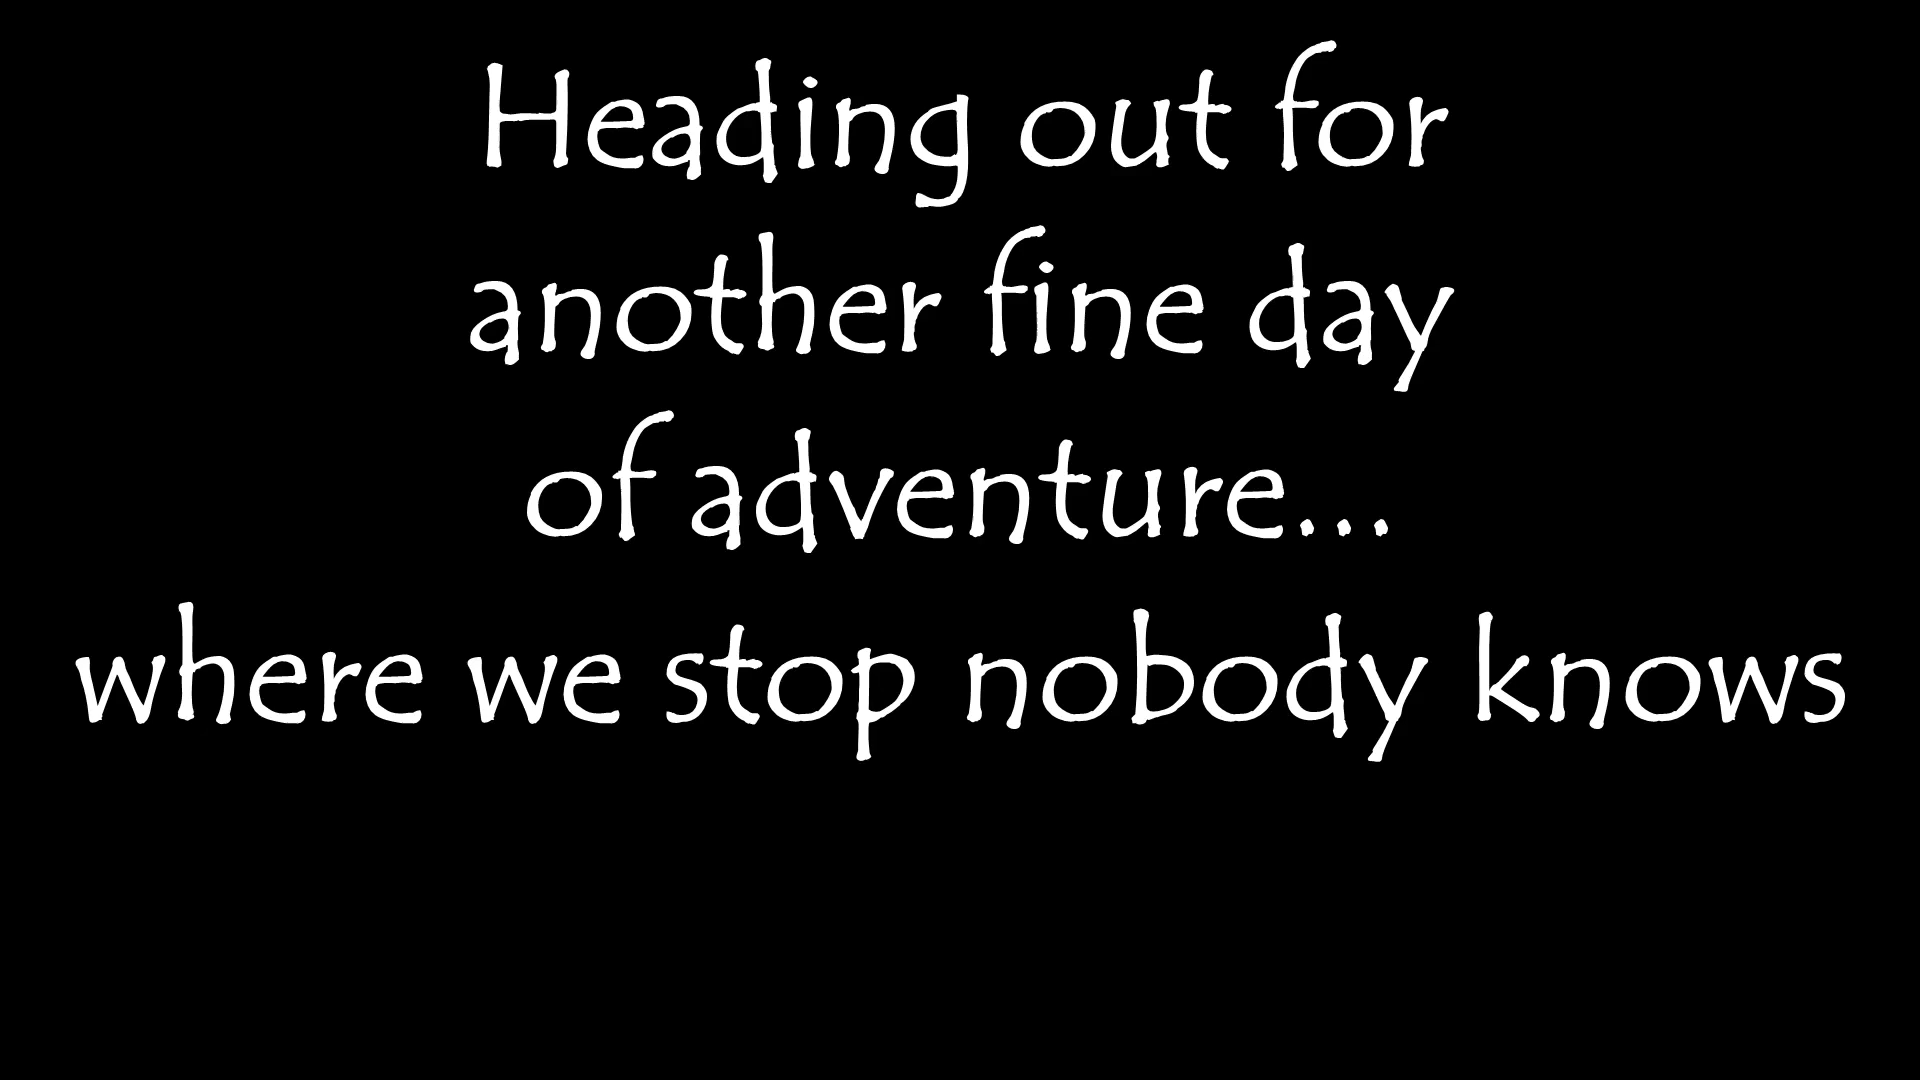 Heading out for
another fine day
of adventure...
where we stop nobody knows